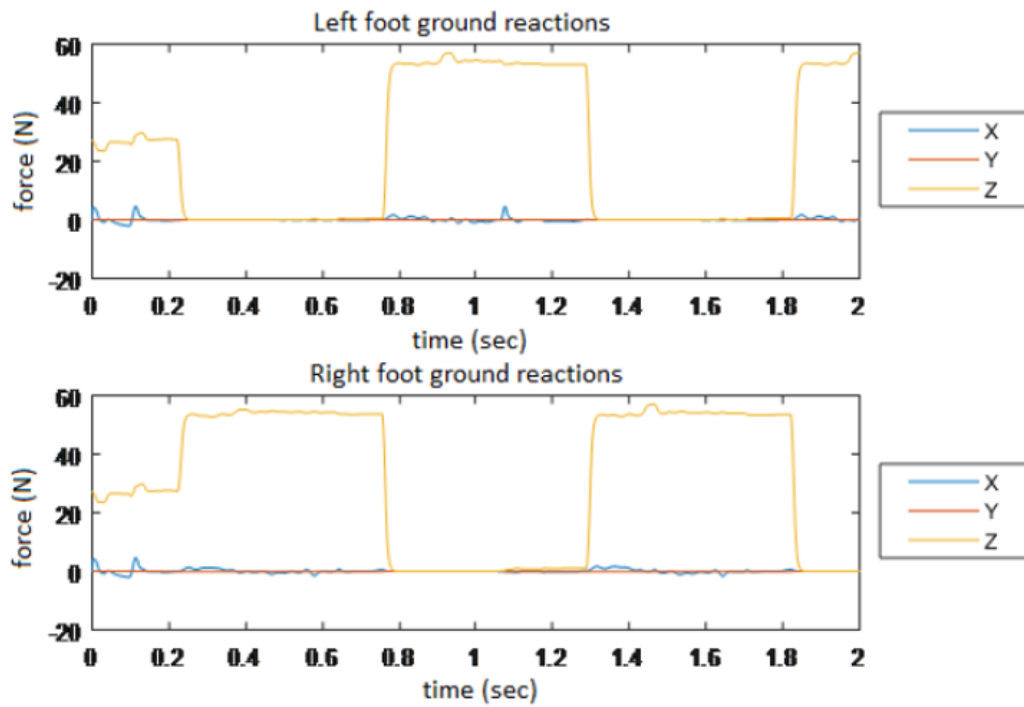 Left foot ground reactions
60
40
20
0
-20
force (N)
0 0.2 0.4 0.6 0.8 1 1.2 1.4 1.6 1.8 2
time (sec)
X
Y
Z
Right foot ground reactions
60
40
20
0
-20
force (N)
0 0.2 0.4 0.6 0.8 1 1.2 1.4 1.6 1.8 2
time (sec)
X
Y
Z